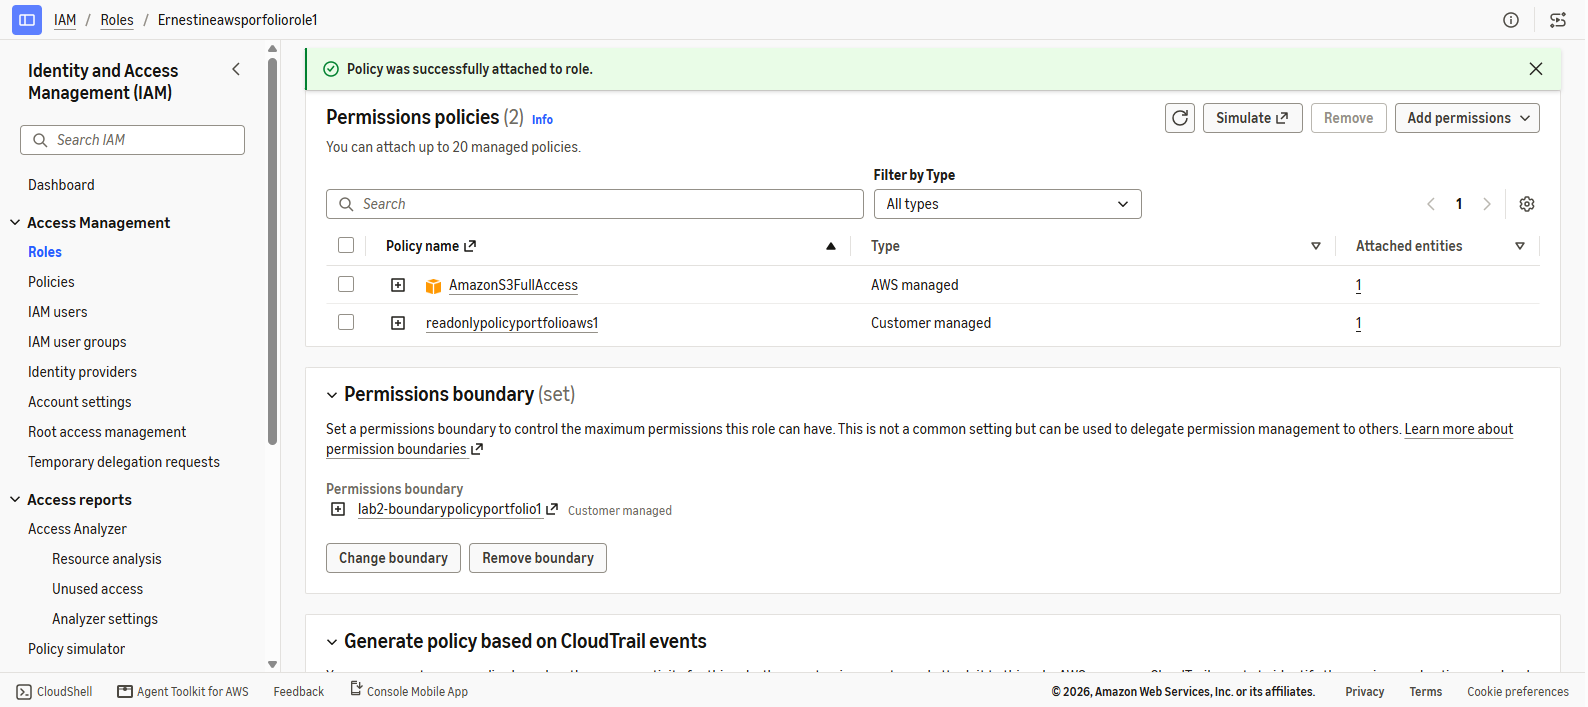 IAM / Roles / Ernestineawsporfoliorole1
Identity and Access
Management (IAM)
Search IAM
Dashboard
Access Management
Roles
Policies
IAM users
IAM user groups
Identity providers
Account settings
Root access management
Temporary delegation requests
Access reports
Access Analyzer
Resource analysis
Unused access
Analyzer settings
Policy simulator
Policy was successfully attached to role.
Permissions policies (2) Info
Simulate
Remove
Add permissions
You can attach up to 20 managed policies.
Filter by Type
Search
All types
1
Policy name Type Attached entities
AmazonS3FullAccess AWS managed 1
readonlypolicyportfolioaws1 Customer managed 1
Permissions boundary (set)
Set a permissions boundary to control the maximum permissions this role can have. This is not a common setting but can be used to delegate permission management to others. Learn more about
permission boundaries
Permissions boundary
lab2-boundarypolicyportfolio1 Customer managed
Change boundary Remove boundary
Generate policy based on CloudTrail events
CloudShell Agent Toolkit for AWS Feedback Console Mobile App © 2026, Amazon Web Services, Inc. or its affiliates. Privacy Terms Cookie preferences